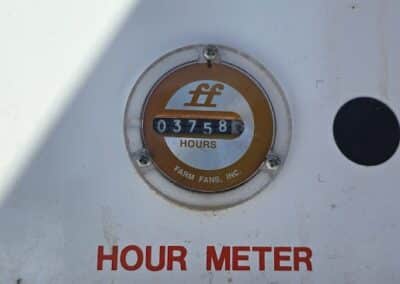 ff
03758
HOURS
FARM FANS, INC.
HOUR METER